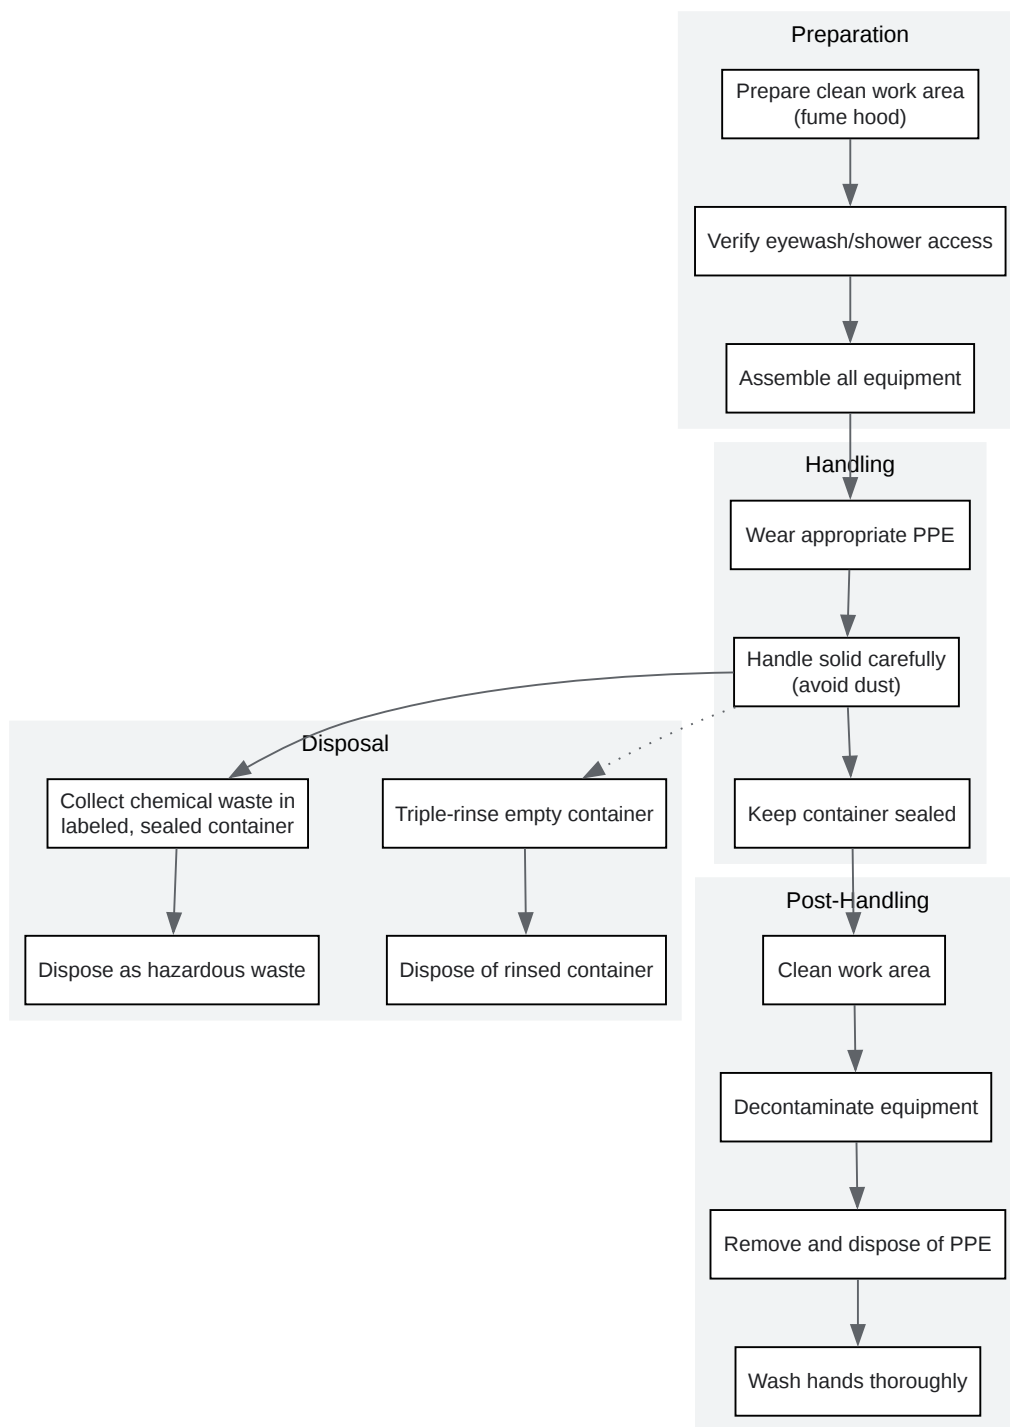 Preparation
Prepare clean work area
(fume hood)
Verify eyewash/shower access
Assemble all equipment
Handling
Wear appropriate PPE
Handle solid carefully
(avoid dust)
Disposal
Collect chemical waste in
labeled, sealed container
Triple-rinse empty container
Keep container sealed
Post-Handling
Dispose as hazardous waste
Dispose of rinsed container
Clean work area
Decontaminate equipment
Remove and dispose of PPE
Wash hands thoroughly